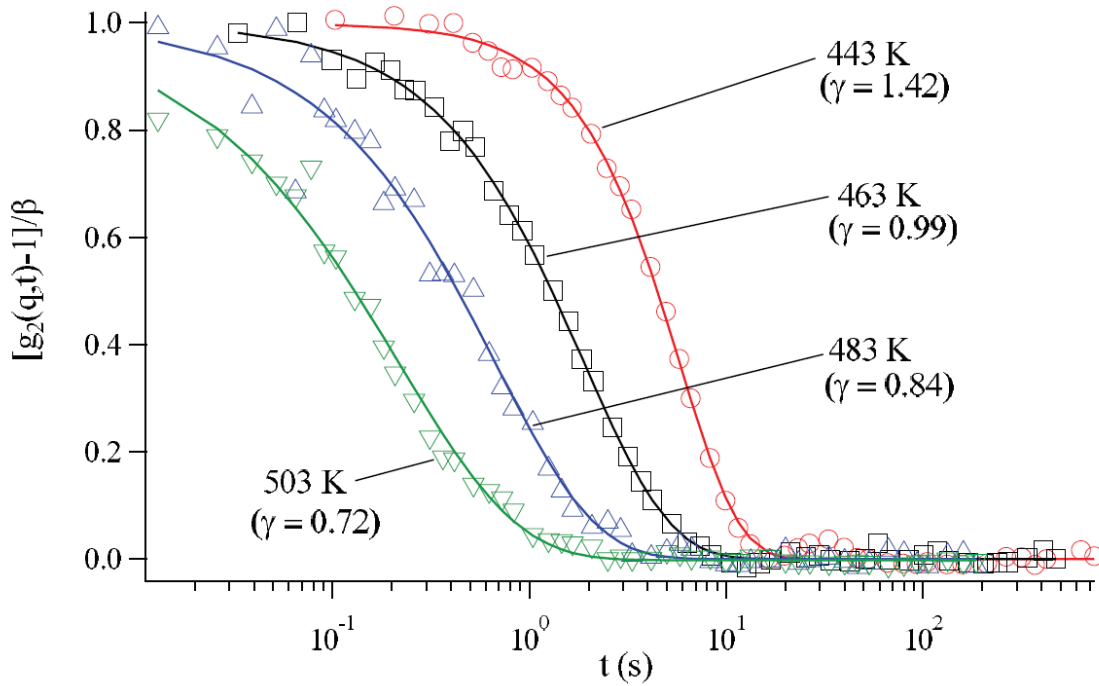 1.0
0.8
0.6
0.4
0.2
0.0
[g₂(q,t)-1]/β
443 K
(γ = 1.42)
463 K
(γ = 0.99)
483 K
(γ = 0.84)
503 K
(γ = 0.72)
10⁻¹
10⁰
10¹
10²
t (s)